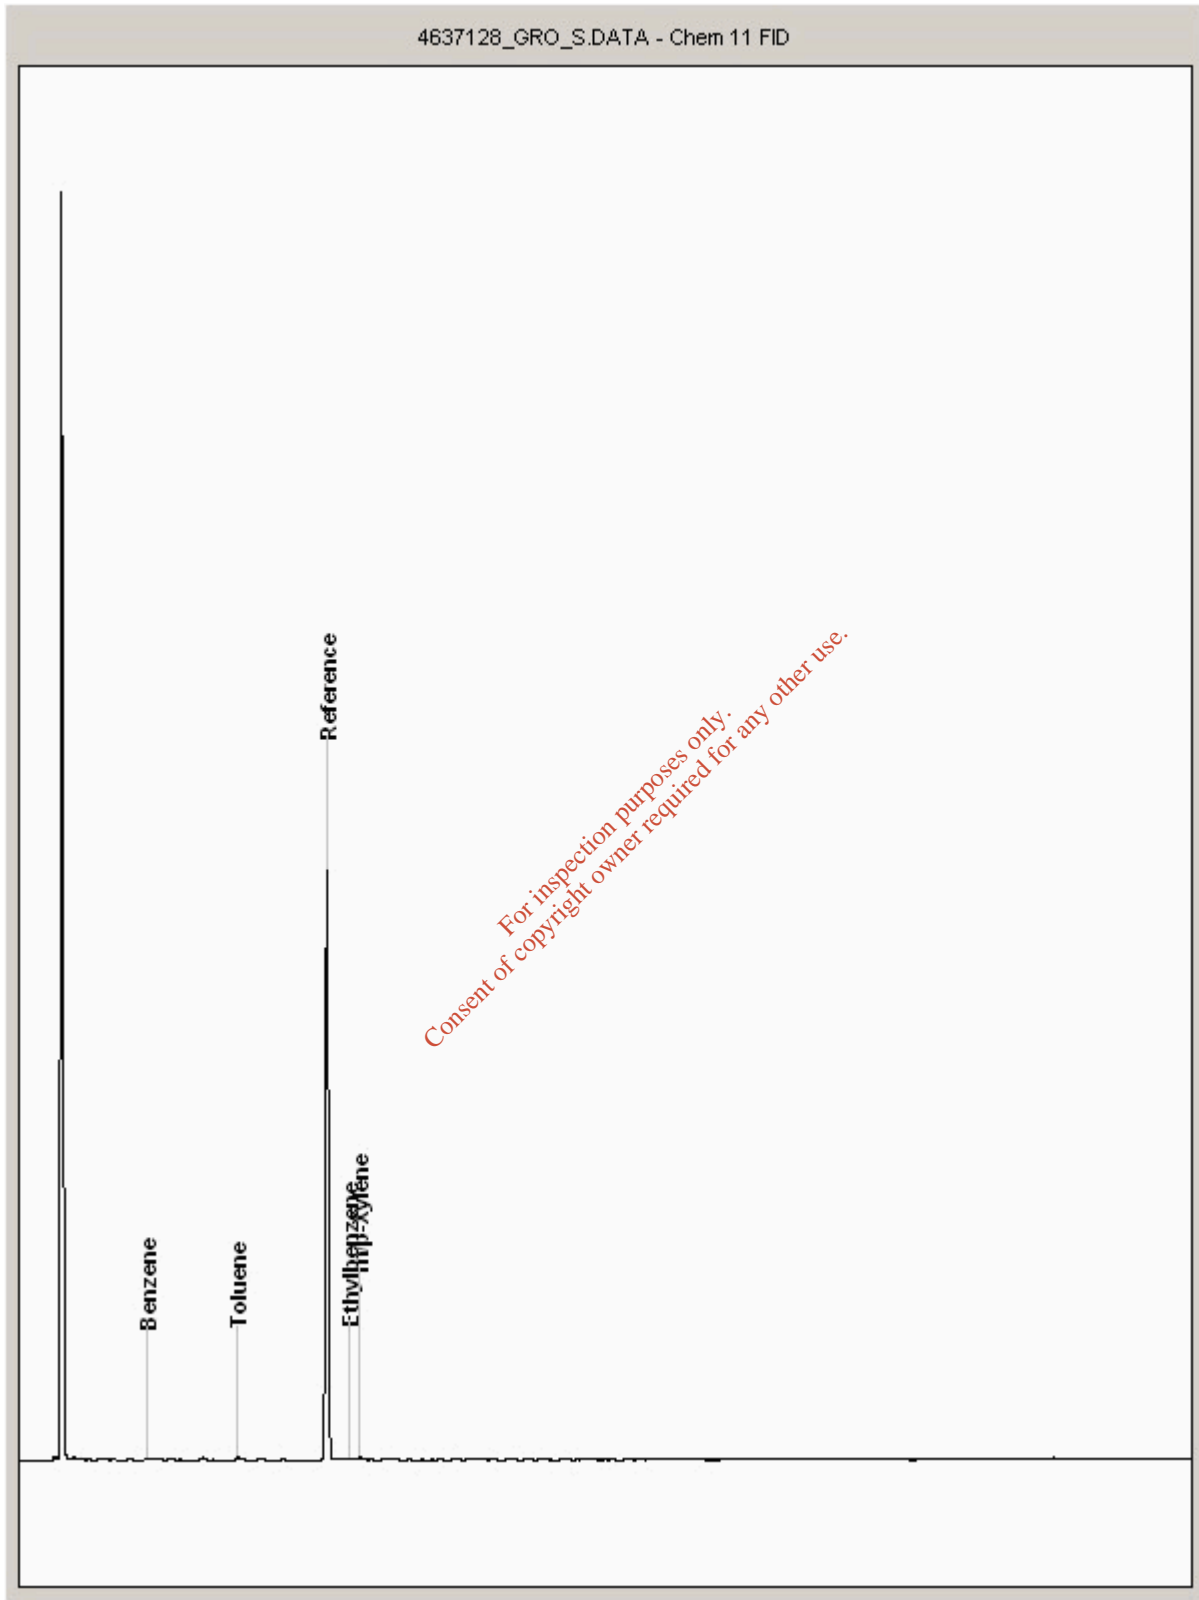 4637128_GRO_S.DATA - Chem 11 FID
Reference
m/p-Xylene
Ethylbenzene
Benzene
Toluene
For inspection purposes only.
Consent of copyright owner required for any other use.